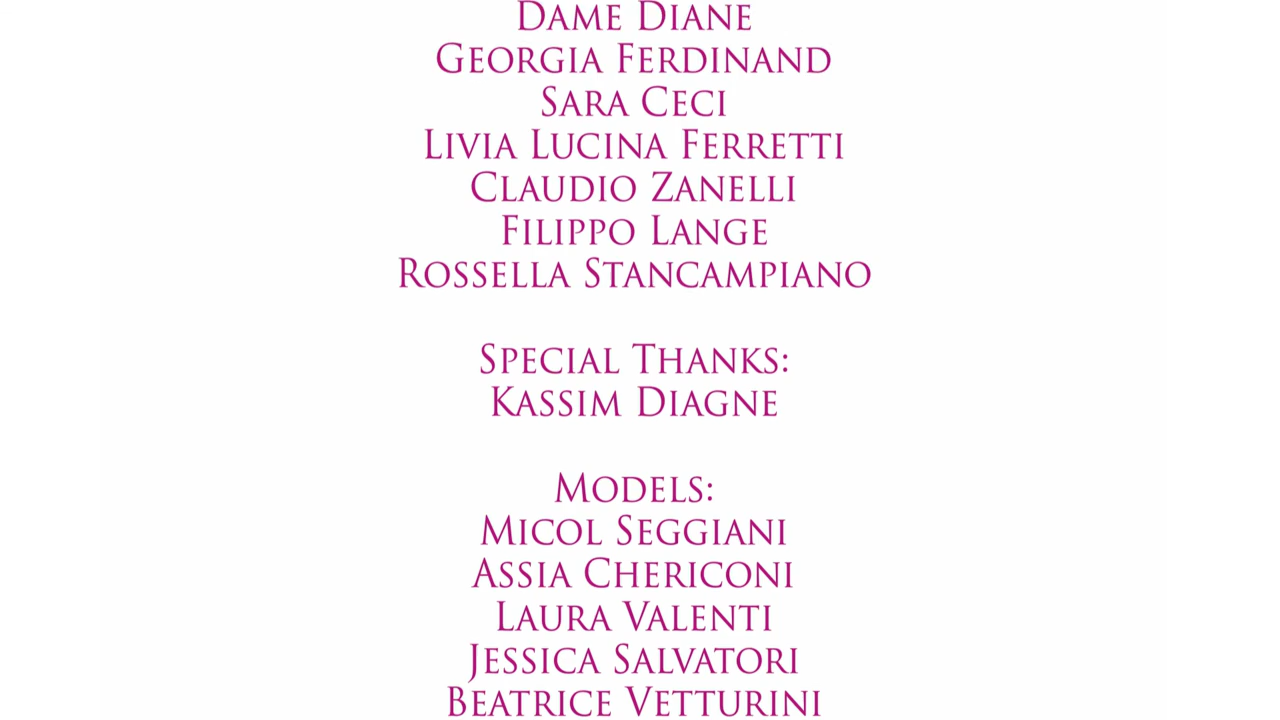 Dame Diane
Georgia Ferdinand
Sara Ceci
Livia Lucina Ferretti
Claudio Zanelli
Filippo Lange
Rossella Stancampiano
Special Thanks:
Kassim Diagne
Models:
Micol Seggiani
Assia Chericoni
Laura Valenti
Jessica Salvatori
Beatrice Vetturini